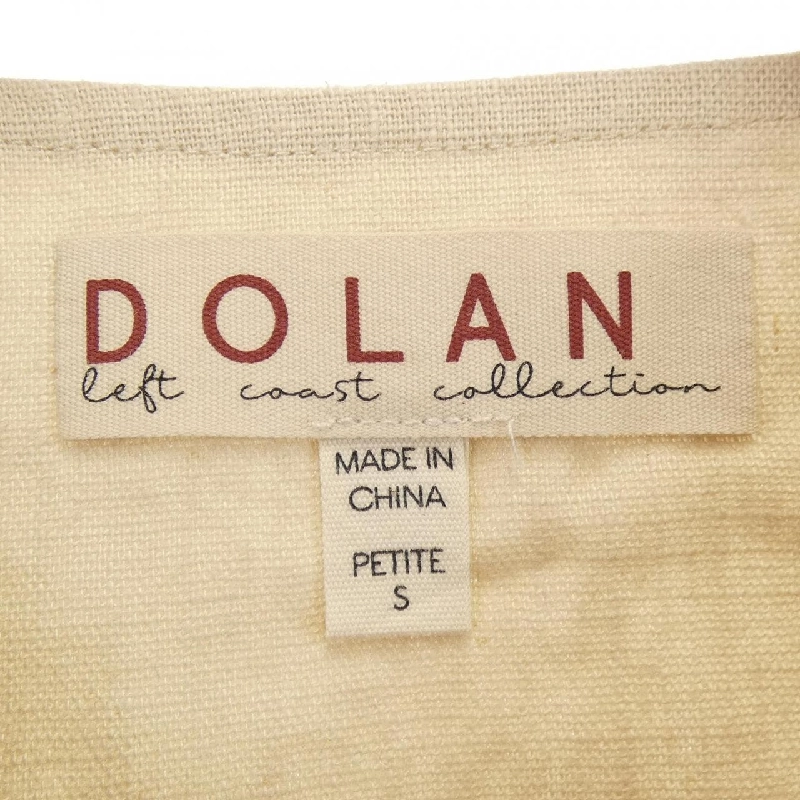 DOLAN
left coast collection
MADE IN
CHINA
PETITE
S